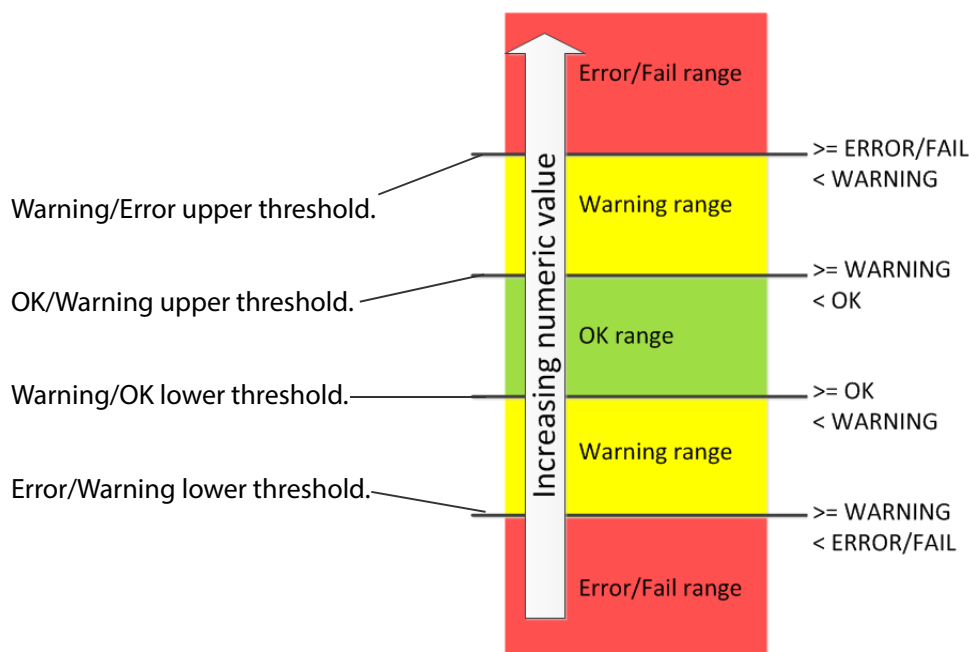 Error/Fail range
>= ERROR/FAIL
< WARNING
Warning/Error upper threshold.
Warning range
>= WARNING
< OK
OK/Warning upper threshold.
Increasing numeric value
OK range
Warning/OK lower threshold.
>= OK
< WARNING
Warning range
Error/Warning lower threshold.
>= WARNING
< ERROR/FAIL
Error/Fail range